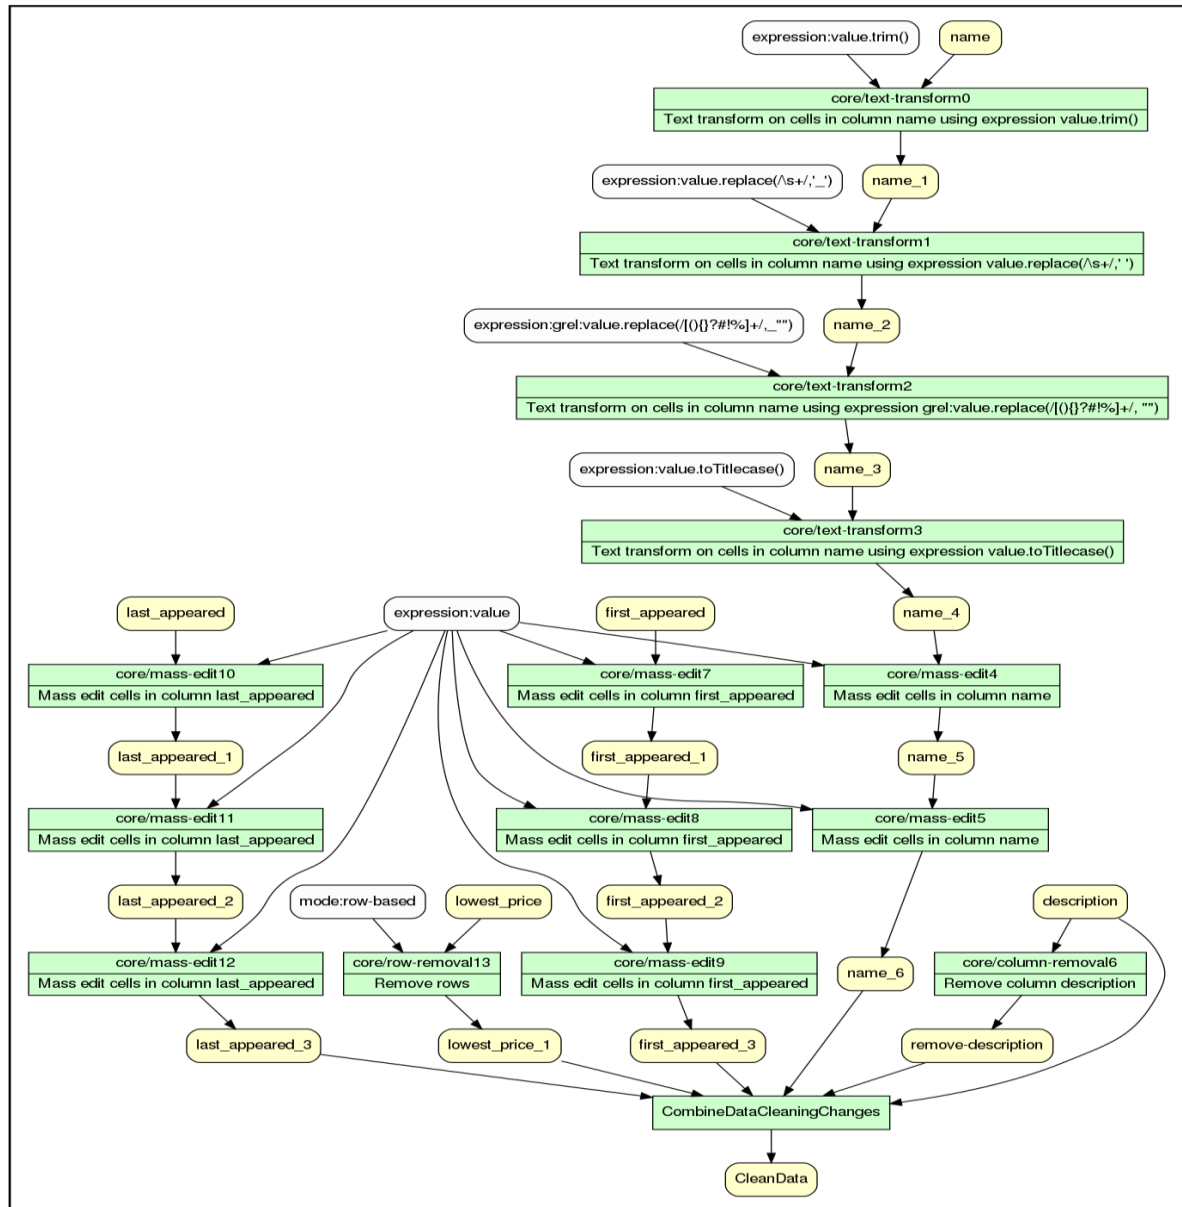 expression:value.trim()
name
core/text-transform0
Text transform on cells in column name using expression value.trim()
expression:value.replace(/\s+/,'_')
name_1
core/text-transform1
Text transform on cells in column name using expression value.replace(/\s+/,' ')
expression:grel:value.replace(/[(){}?#!%]+/,_"")
name_2
core/text-transform2
Text transform on cells in column name using expression grel:value.replace(/[(){}?#!%]+/, "")
expression:value.toTitlecase()
name_3
core/text-transform3
Text transform on cells in column name using expression value.toTitlecase()
last_appeared
expression:value
first_appeared
name_4
core/mass-edit10
Mass edit cells in column last_appeared
core/mass-edit7
Mass edit cells in column first_appeared
core/mass-edit4
Mass edit cells in column name
last_appeared_1
first_appeared_1
name_5
core/mass-edit11
Mass edit cells in column last_appeared
core/mass-edit8
Mass edit cells in column first_appeared
core/mass-edit5
Mass edit cells in column name
last_appeared_2
mode:row-based
lowest_price
first_appeared_2
description
core/mass-edit12
Mass edit cells in column last_appeared
core/row-removal13
Remove rows
core/mass-edit9
Mass edit cells in column first_appeared
name_6
core/column-removal6
Remove column description
last_appeared_3
lowest_price_1
first_appeared_3
remove-description
CombineDataCleaningChanges
CleanData